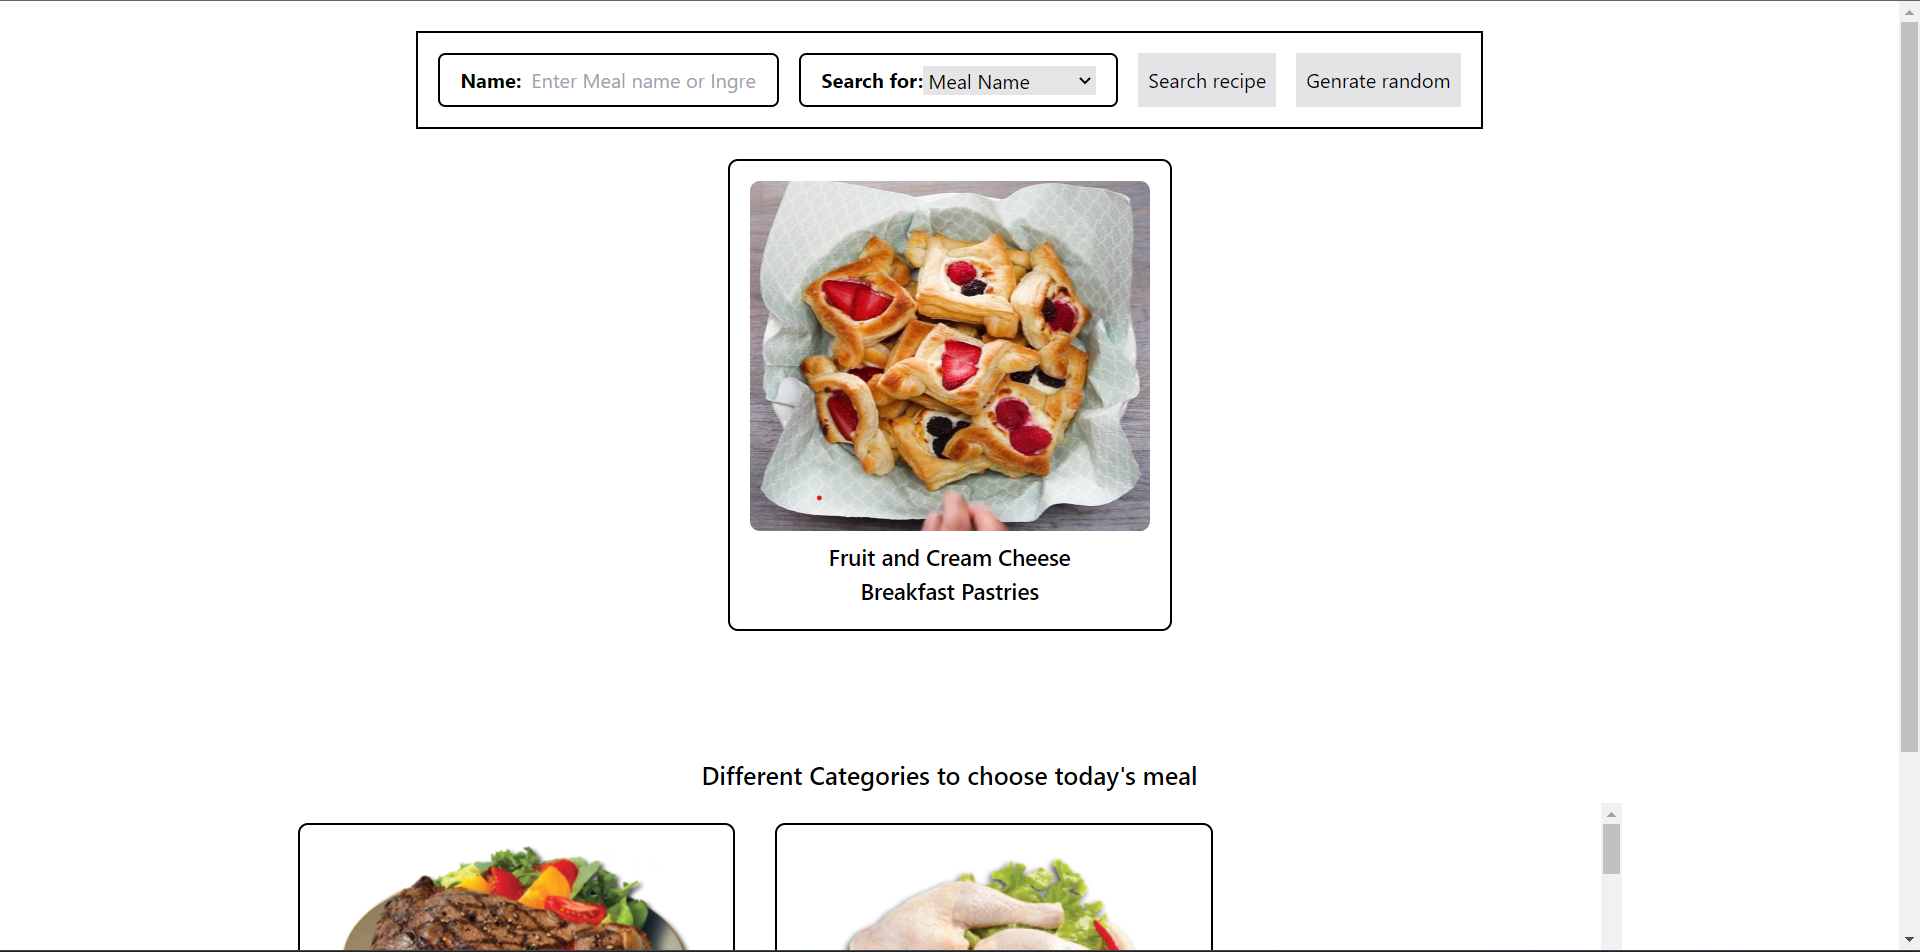 Name: Enter Meal name or Ingre
Search for: Meal Name
Search recipe
Genrate random
Fruit and Cream Cheese
Breakfast Pastries
Different Categories to choose today's meal